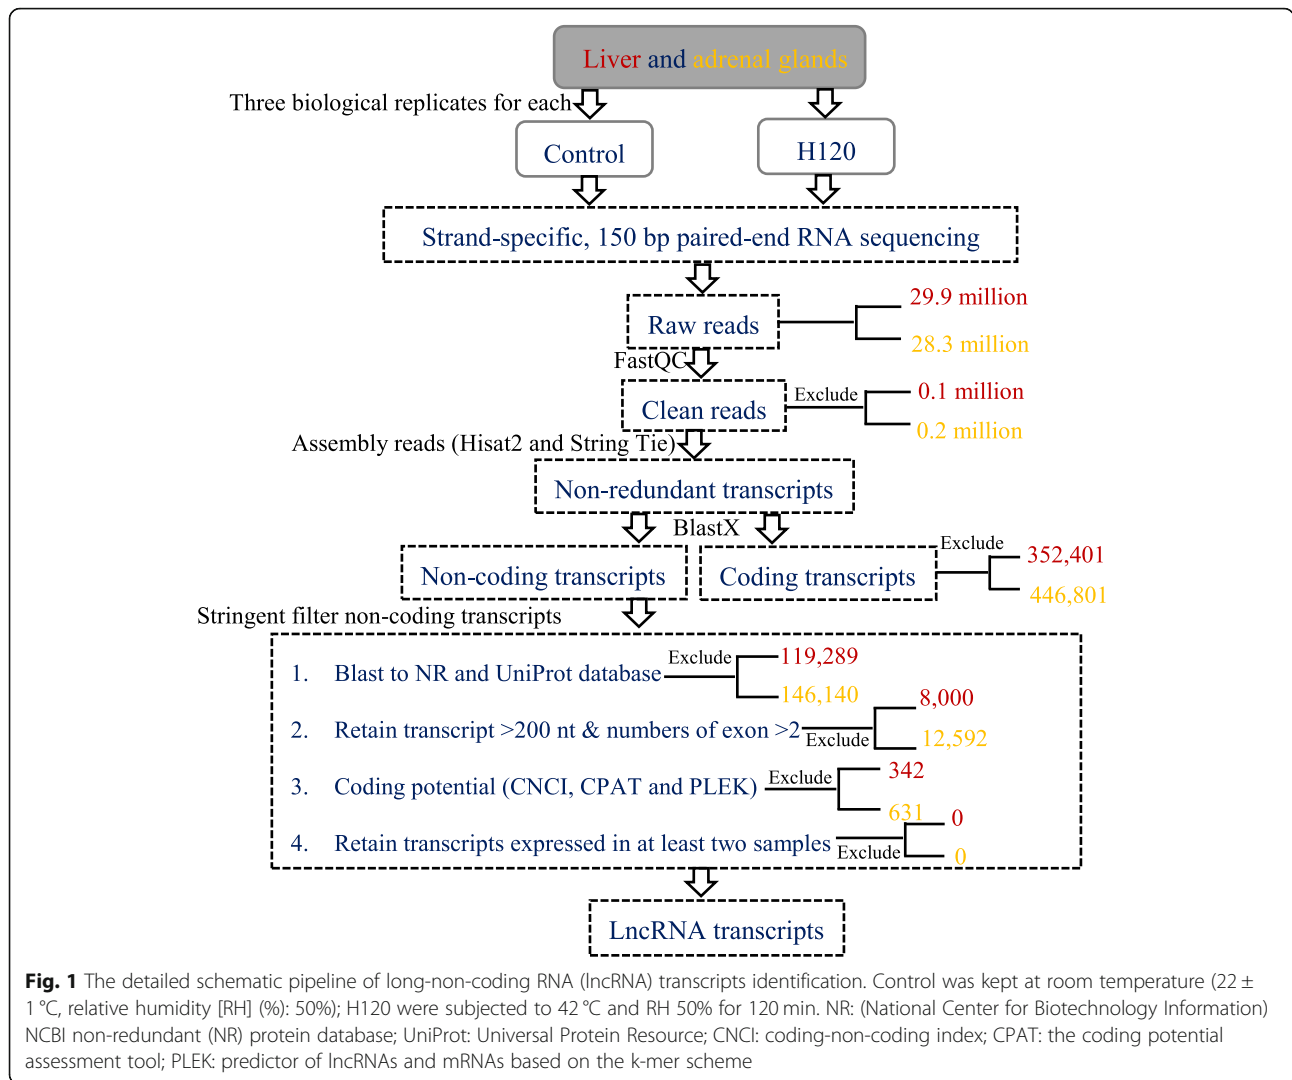 Liver and adrenal glands
Three biological replicates for each
Control
H120
Strand-specific, 150 bp paired-end RNA sequencing
Raw reads
29.9 million
28.3 million
FastQC
Clean reads
Exclude
0.1 million
0.2 million
Assembly reads (Hisat2 and String Tie)
Non-redundant transcripts
BlastX
Non-coding transcripts
Coding transcripts
Exclude
352,401
446,801
Stringent filter non-coding transcripts
1. Blast to NR and UniProt database
Exclude
119,289
146,140
2. Retain transcript >200 nt & numbers of exon >2
Exclude
8,000
12,592
3. Coding potential (CNCI, CPAT and PLEK)
Exclude
342
631
4. Retain transcripts expressed in at least two samples
Exclude
0
0
LncRNA transcripts
Fig. 1 The detailed schematic pipeline of long-non-coding RNA (lncRNA) transcripts identification. Control was kept at room temperature (22 ±
1 °C, relative humidity [RH] (%): 50%); H120 were subjected to 42 °C and RH 50% for 120 min. NR: (National Center for Biotechnology Information)
NCBI non-redundant (NR) protein database; UniProt: Universal Protein Resource; CNCI: coding-non-coding index; CPAT: the coding potential
assessment tool; PLEK: predictor of lncRNAs and mRNAs based on the k-mer scheme